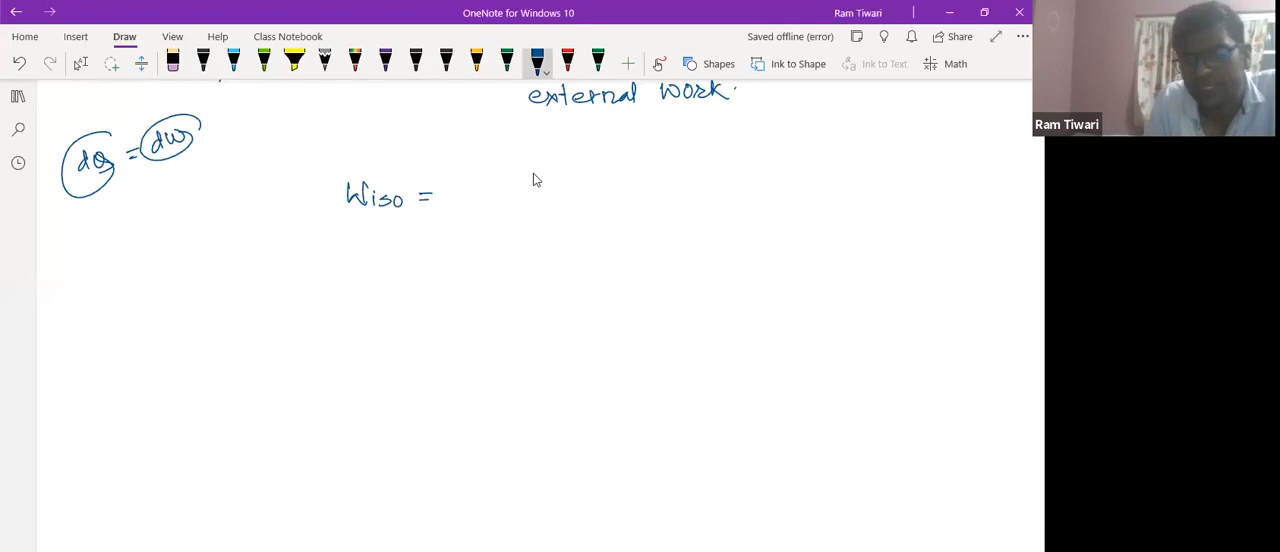 OneNote for Windows 10
Ram Tiwari
Home Insert Draw View Help Class Notebook
Saved offline (error)
Share
Shapes
Ink to Shape
Ink to Text
Math
external work.
dQ = dW
Wiso =
Ram Tiwari